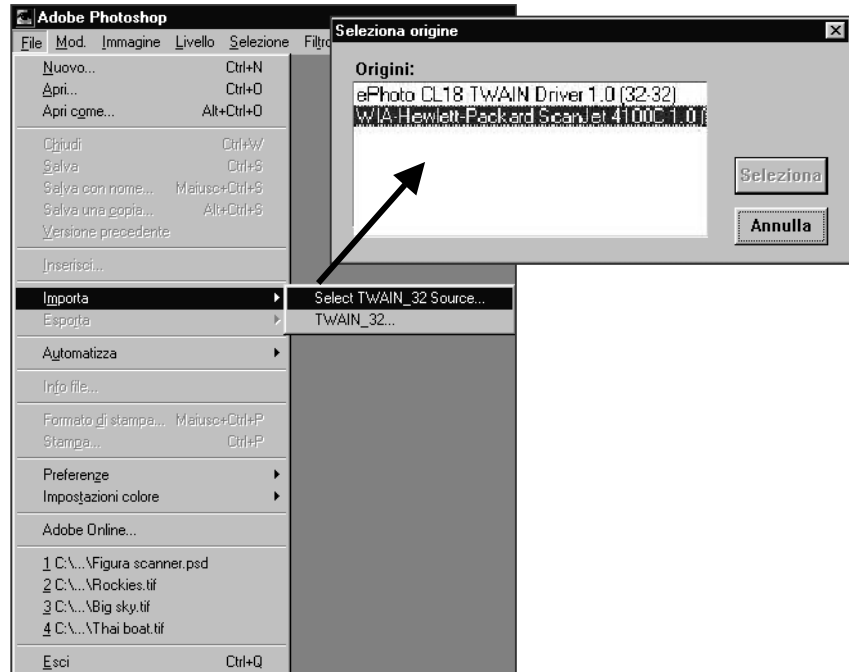 Adobe Photoshop
File Mod. Immagine Livello Selezione Filtro
Nuovo... Ctrl+N
Apri... Ctrl+O
Apri come... Alt+Ctrl+O
Chiudi Ctrl+W
Salva Ctrl+S
Salva con nome... Maiusc+Ctrl+S
Salva una copia... Alt+Ctrl+S
Versione precedente
Inserisci...
Importa
Esporta
Automatizza
Info file...
Formato di stampa... Maiusc+Ctrl+P
Stampa... Ctrl+P
Preferenze
Impostazioni colore
Adobe Online...
1 C:\...\Figura scanner.psd
2 C:\...\Rockies.tif
3 C:\...\Big sky.tif
4 C:\...\Thai boat.tif
Esci Ctrl+Q
Select TWAIN_32 Source...
TWAIN_32...
Seleziona origine
Origini:
ePhoto CL18 TWAIN Driver 1.0 (32-32)
WIA-Hewlett-Packard ScanJet 4100C 1.0 (
Seleziona
Annulla